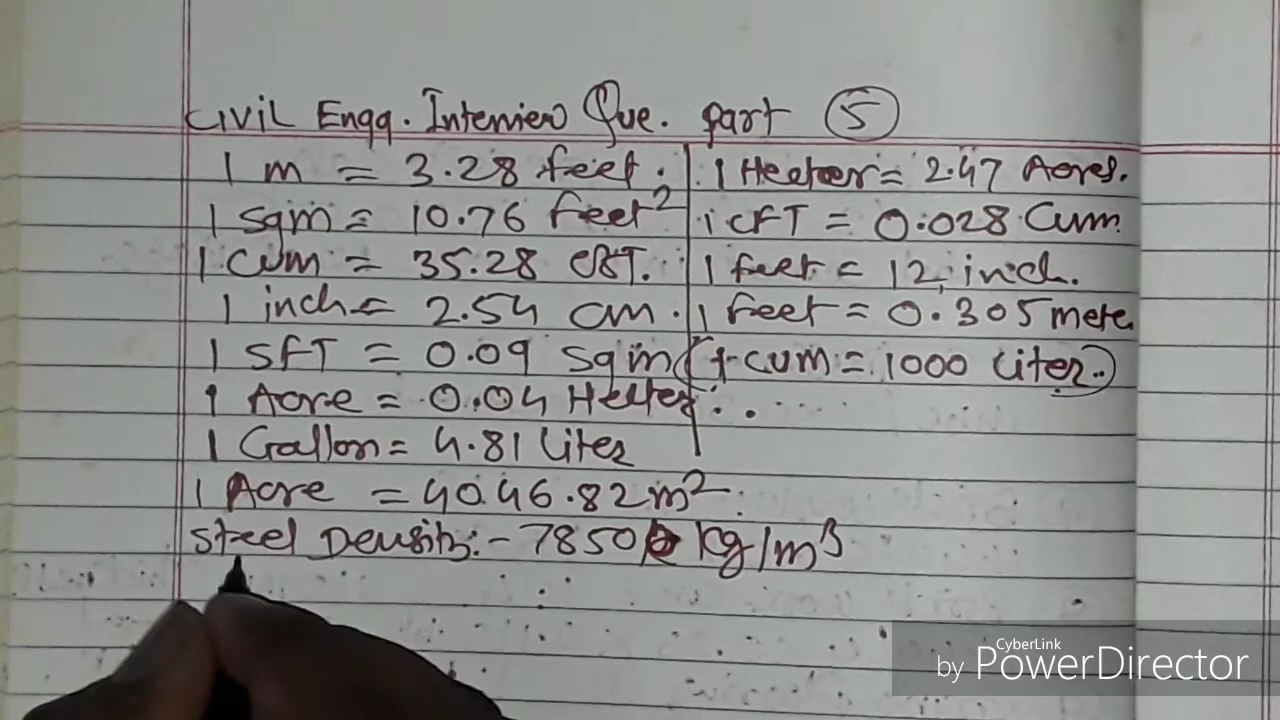 Civil Engg. Interview Que. part 5
1 m = 3.28 feet.
1 Sqm = 10.76 feet²
1 Cum = 35.28 CFT.
1 inch = 2.54 cm.
1 SFT = 0.09 Sqm
1 Acre = 0.04 Hecter
1 Gallon = 4.81 Liter
1 Acre = 4046.82 m²
Steel Density:- 7850 kg/m³
1 Hecter = 2.47 Acres.
1 CFT = 0.028 Cum
1 feet = 12 inch.
1 feet = 0.305 mete.
1 cum = 1000 Liter.
CyberLink
by PowerDirector